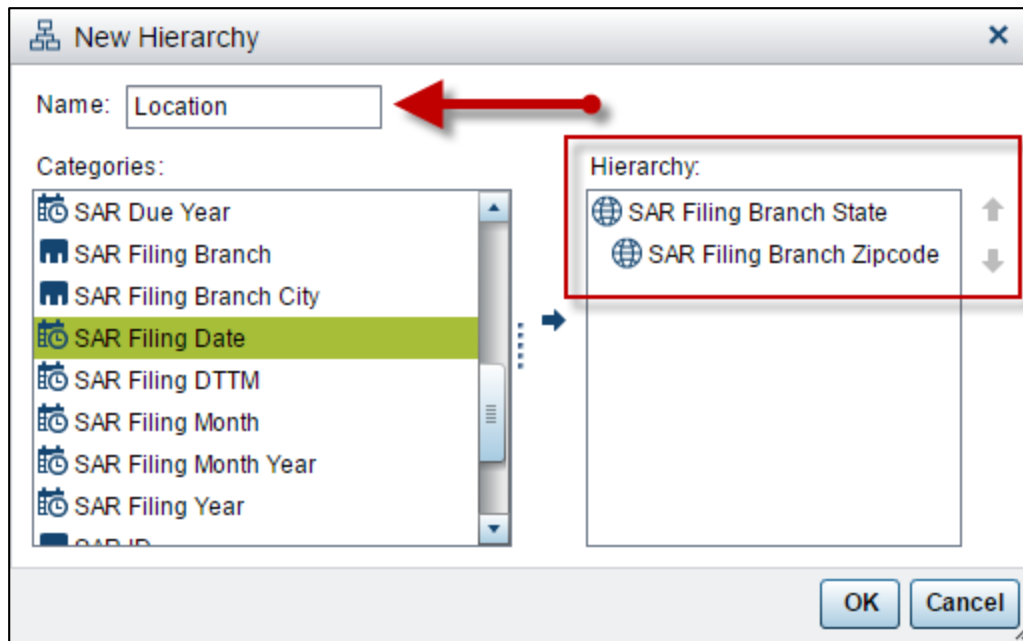 New Hierarchy
Name: Location
Categories:
SAR Due Year
SAR Filing Branch
SAR Filing Branch City
SAR Filing Date
SAR Filing DTTM
SAR Filing Month
SAR Filing Month Year
SAR Filing Year
SAR ID
Hierarchy:
SAR Filing Branch State
SAR Filing Branch Zipcode
OK Cancel